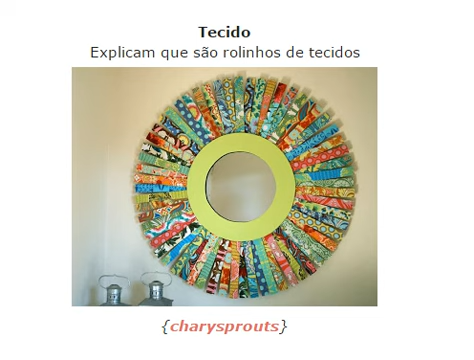 Tecido
Explicam que são rolinhos de tecidos
{charysprouts}